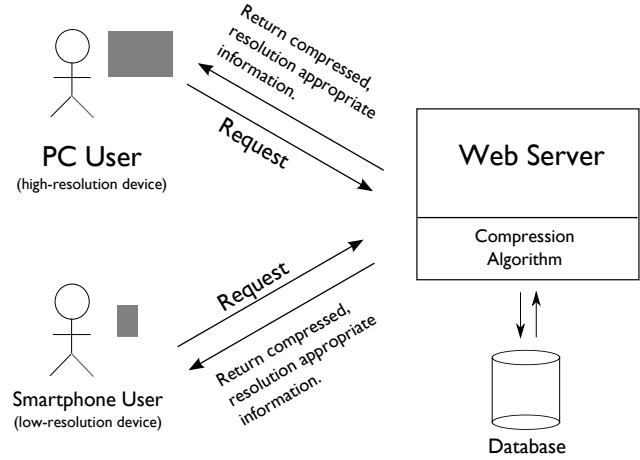 Return compressed,
resolution appropriate
information.
Request
PC User
(high-resolution device)
Web Server
Compression
Algorithm
Request
Return compressed,
resolution appropriate
information.
Smartphone User
(low-resolution device)
Database